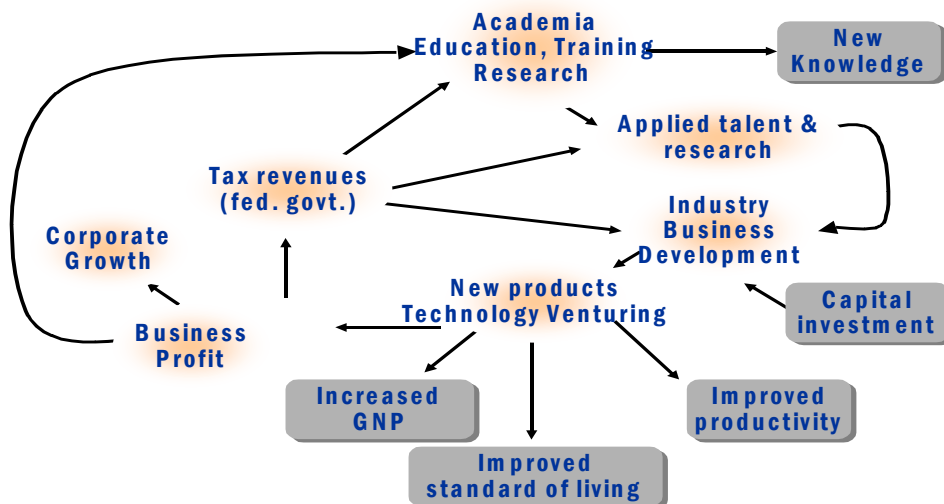 Academia
Education, Training
Research
New
Knowledge
Applied talent &
research
Tax revenues
(fed. govt.)
Industry
Business
Development
Corporate
Growth
New products
Technology Venturing
Capital
investment
Business
Profit
Increased
GNP
Improved
productivity
Improved
standard of living